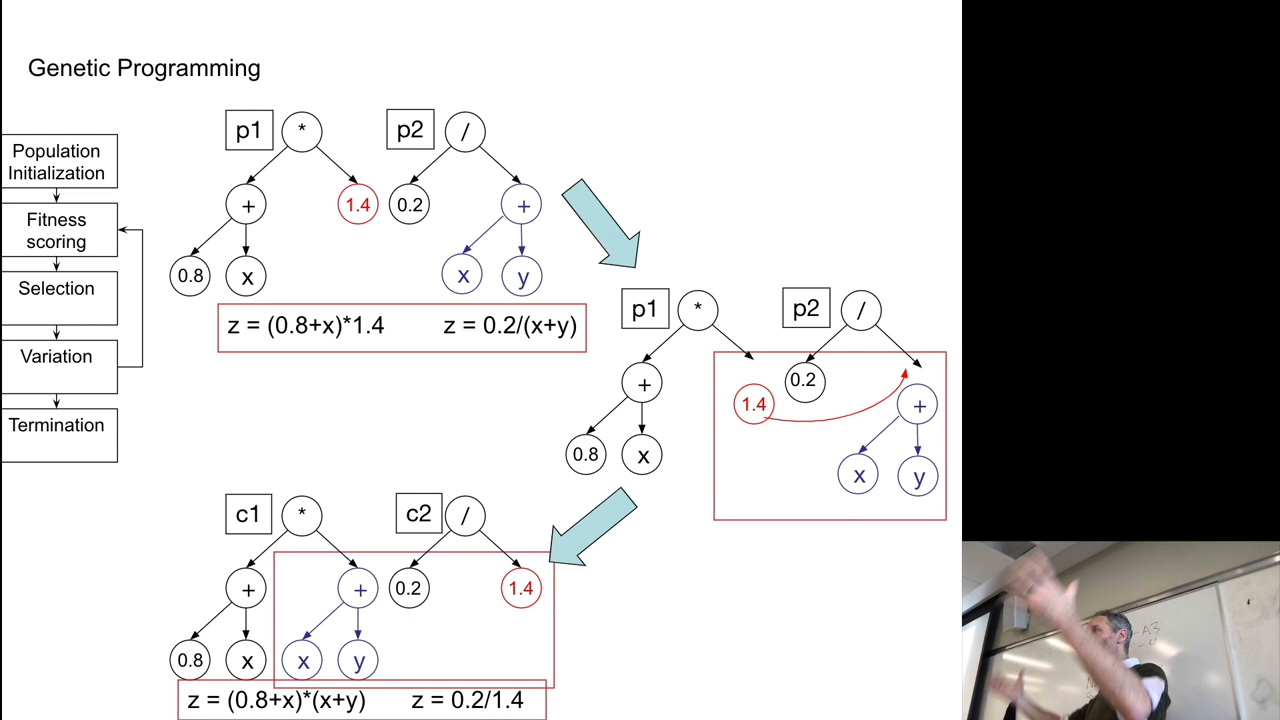 Genetic Programming
Population
Initialization
Fitness
scoring
Selection
Variation
Termination
p1
*
p2
/
+
1.4
0.2
+
0.8
x
x
y
z = (0.8+x)*1.4
z = 0.2/(x+y)
p1
*
p2
/
+
1.4
0.2
+
0.8
x
x
y
c1
*
c2
/
+
+
0.2
1.4
0.8
x
x
y
z = (0.8+x)*(x+y)
z = 0.2/1.4
A3